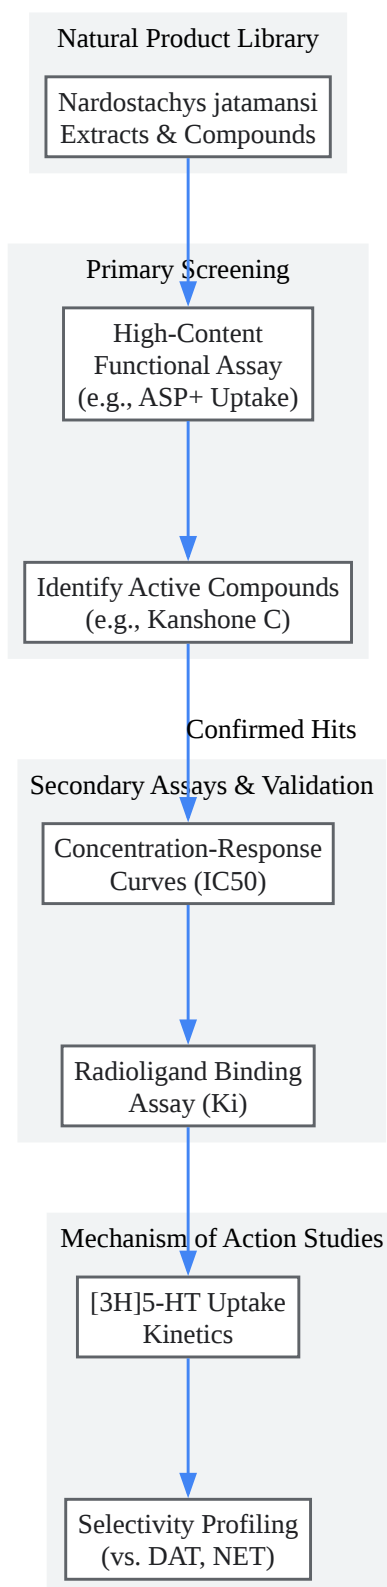 Natural Product Library
Nardostachys jatamansi
Extracts & Compounds
Primary Screening
High-Content
Functional Assay
(e.g., ASP+ Uptake)
Identify Active Compounds
(e.g., Kanshone C)
Confirmed Hits
Secondary Assays & Validation
Concentration-Response
Curves (IC50)
Radioligand Binding
Assay (Ki)
Mechanism of Action Studies
[3H]5-HT Uptake
Kinetics
Selectivity Profiling
(vs. DAT, NET)